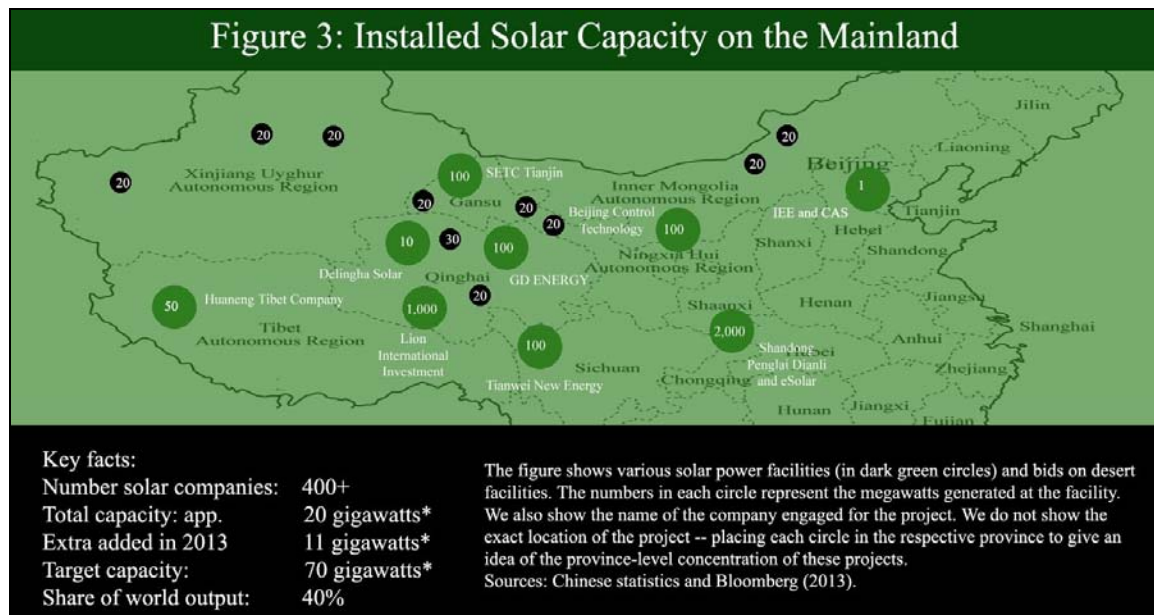 Figure 3: Installed Solar Capacity on the Mainland
Jilin
20
20
20
Liaoning
Beijing
20
20
Xinjiang Uyghur
Autonomous Region
100
SETC Tianjin
Inner Mongolia
Autonomous Region
1
IEE and CAS
Tianjin
20
Gansu
20
20
Beijing Control
Technology
100
Hebei
Shanxi
Shandong
10
30
100
Ningxia Hui
Autonomous Region
Delingha Solar
Qinghai
GD ENERGY
50
Huaneng Tibet Company
1,000
20
Shaanxi
Henan
Jiangsu
Tibet
Autonomous Region
Lion
International
Investment
100
2,000
Anhui
Shanghai
Tianwei New Energy
Sichuan
Shandong
Penglai Dianli
and eSolar
Hebei
Chongqing
Zhejiang
Hunan
Jiangxi
Fujian
Key facts:
Number solar companies: 400+
Total capacity: app. 20 gigawatts*
Extra added in 2013 11 gigawatts*
Target capacity: 70 gigawatts*
Share of world output: 40%
The figure shows various solar power facilities (in dark green circles) and bids on desert
facilities. The numbers in each circle represent the megawatts generated at the facility.
We also show the name of the company engaged for the project. We do not show the
exact location of the project -- placing each circle in the respective province to give an
idea of the province-level concentration of these projects.
Sources: Chinese statistics and Bloomberg (2013).